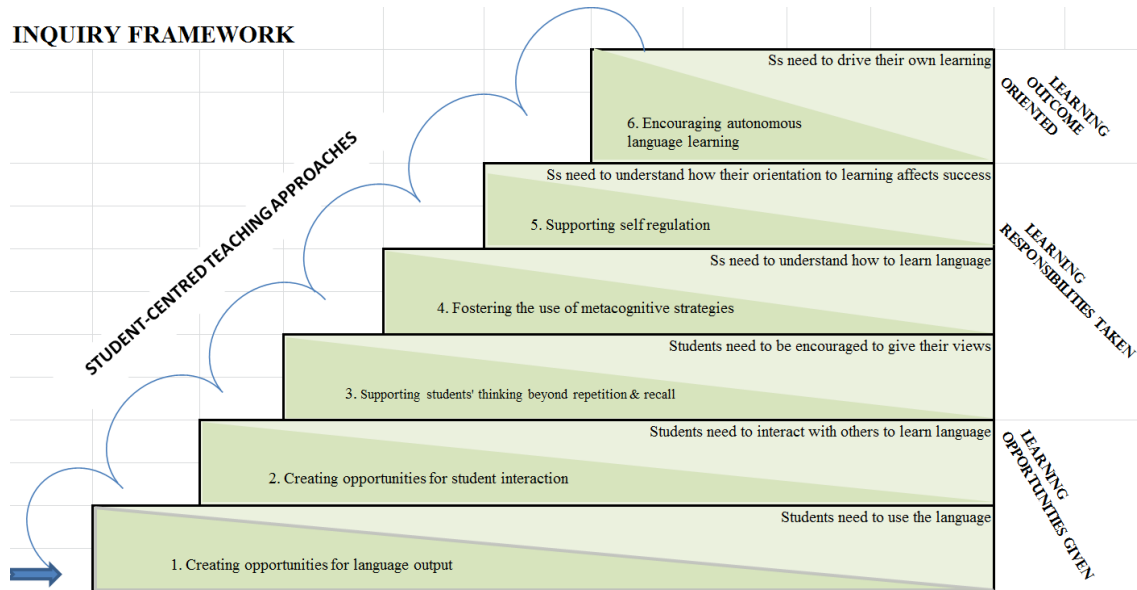 INQUIRY FRAMEWORK
STUDENT-CENTRED TEACHING APPROACHES
Ss need to drive their own learning
6. Encouraging autonomous
language learning
LEARNING
OUTCOME
ORIENTED
Ss need to understand how their orientation to learning affects success
5. Supporting self regulation
Ss need to understand how to learn language
4. Fostering the use of metacognitive strategies
LEARNING
RESPONSIBILITIES TAKEN
Students need to be encouraged to give their views
3. Supporting students' thinking beyond repetition & recall
Students need to interact with others to learn language
2. Creating opportunities for student interaction
Students need to use the language
1. Creating opportunities for language output
LEARNING
OPPORTUNITIES GIVEN